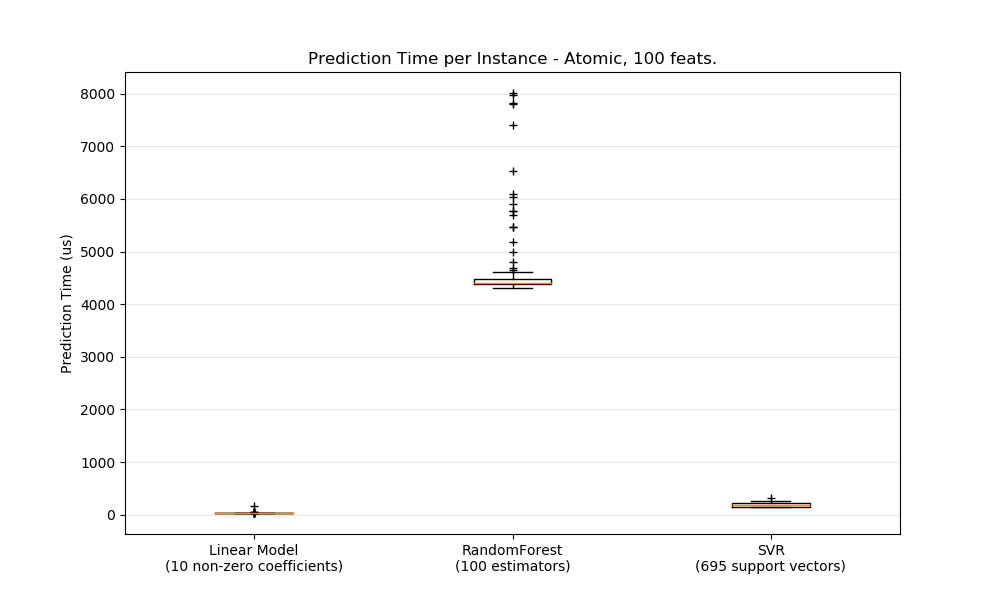 Prediction Time per Instance - Atomic, 100 feats.
Prediction Time (us)
8000
7000
6000
5000
4000
3000
2000
1000
0
Linear Model
(10 non-zero coefficients)
RandomForest
(100 estimators)
SVR
(695 support vectors)